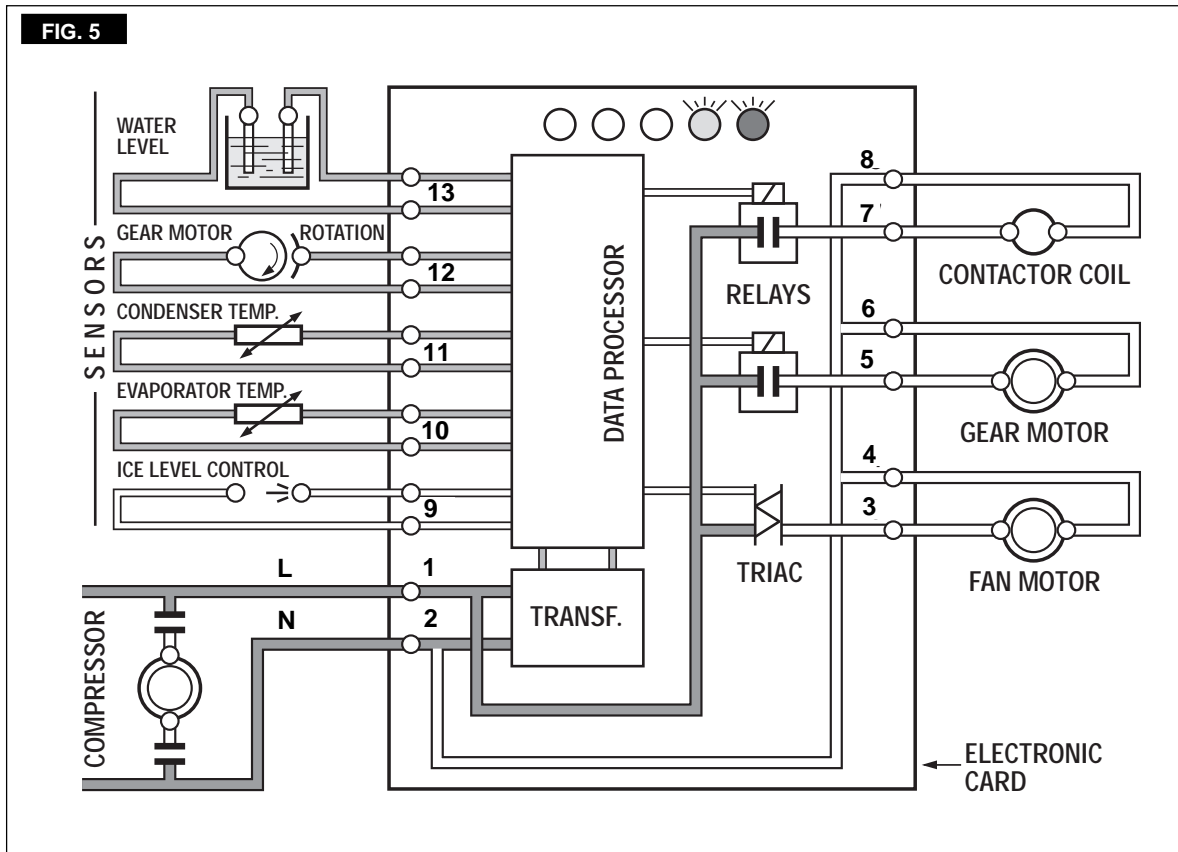 FIG. 5
SENSORS
WATER
LEVEL
13
GEAR MOTOR ROTATION
12
CONDENSER TEMP.
11
EVAPORATOR TEMP.
10
ICE LEVEL CONTROL
9
L
1
N
2
COMPRESSOR
DATA PROCESSOR
TRANSF.
RELAYS
TRIAC
8
7
CONTACTOR COIL
6
5
GEAR MOTOR
4
3
FAN MOTOR
ELECTRONIC
CARD